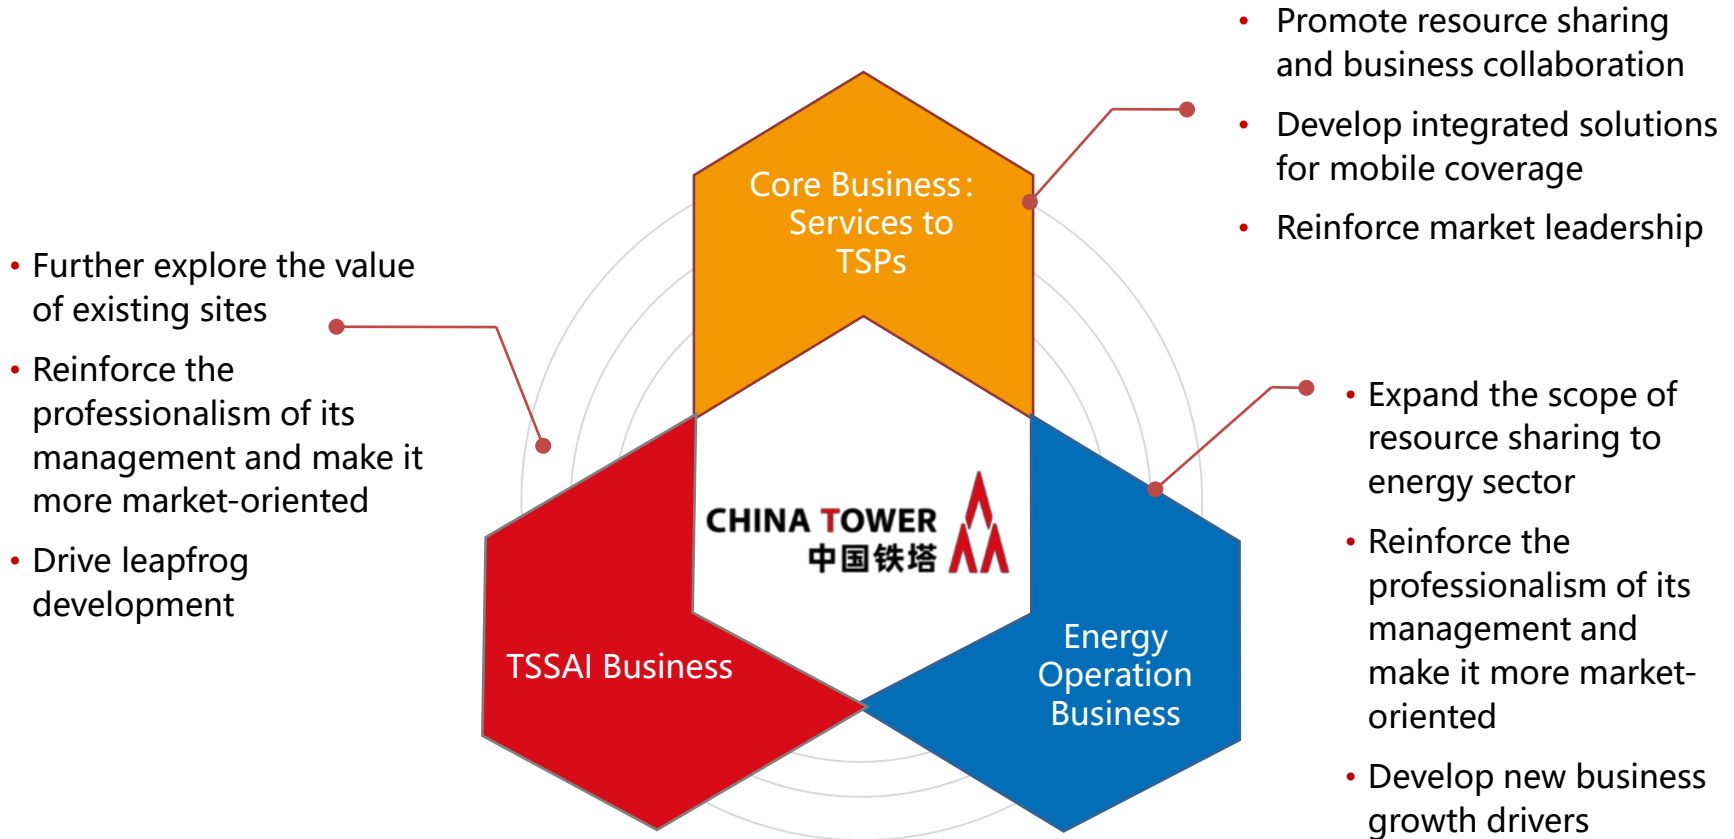 • Promote resource sharing
and business collaboration
• Develop integrated solutions
for mobile coverage
• Reinforce market leadership
Core Business:
Services to
TSPs
• Further explore the value
of existing sites
• Reinforce the
professionalism of its
management and make it
more market-oriented
• Drive leapfrog
development
CHINA TOWER
中国铁塔
TSSAI Business
Energy
Operation
Business
• Expand the scope of
resource sharing to
energy sector
• Reinforce the
professionalism of its
management and
make it more market-
oriented
• Develop new business
growth drivers